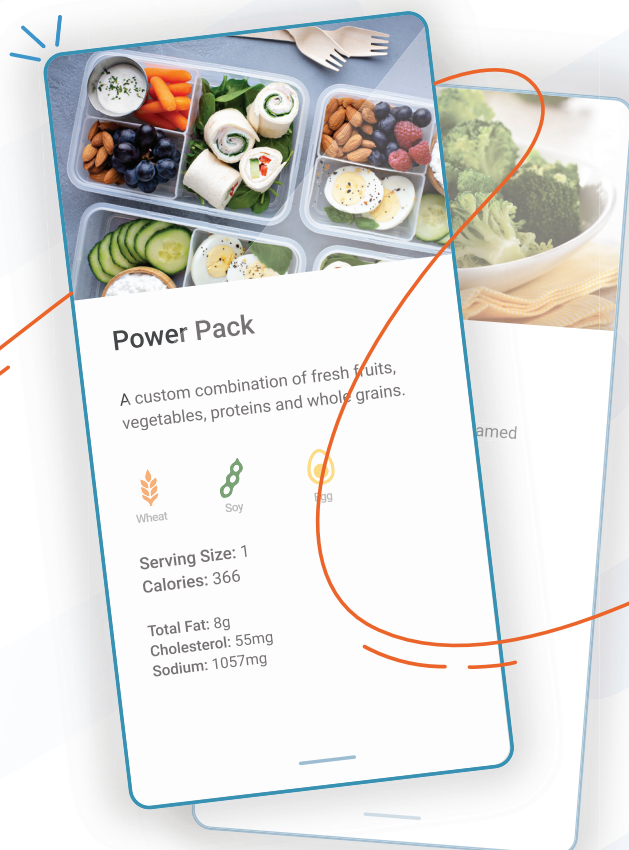 Power Pack
A custom combination of fresh fruits,
vegetables, proteins and whole grains.
Wheat
Soy
Egg
Serving Size: 1
Calories: 366
Total Fat: 8g
Cholesterol: 55mg
Sodium: 1057mg
amed